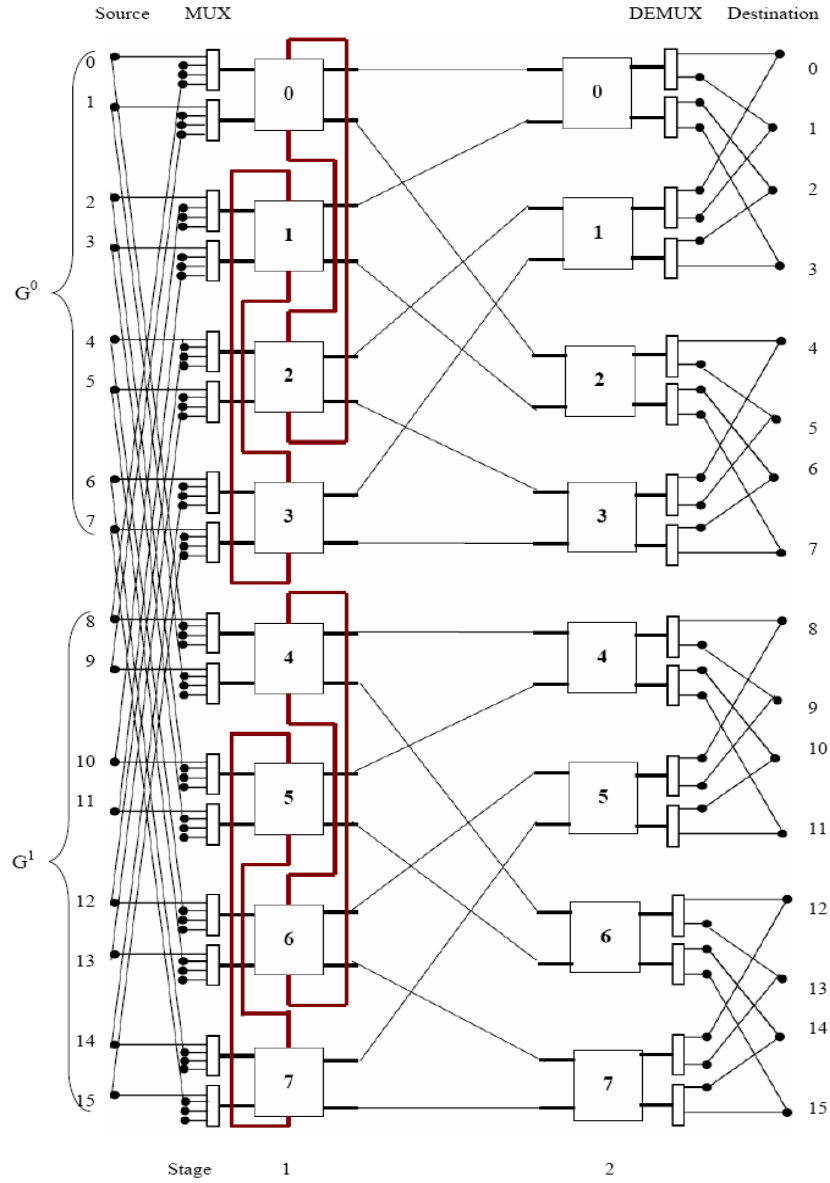 Source MUX DEMUX Destination
0 0 0 0
1 1
2 1 1 2
3 3
G0
4 2 2 4
5 5
6 3 3 6
7 7
8 4 4 8
9 9
10 5 5 10
11 11
G1
12 6 6 12
13 13
14 7 7 14
15 15
Stage 1 2